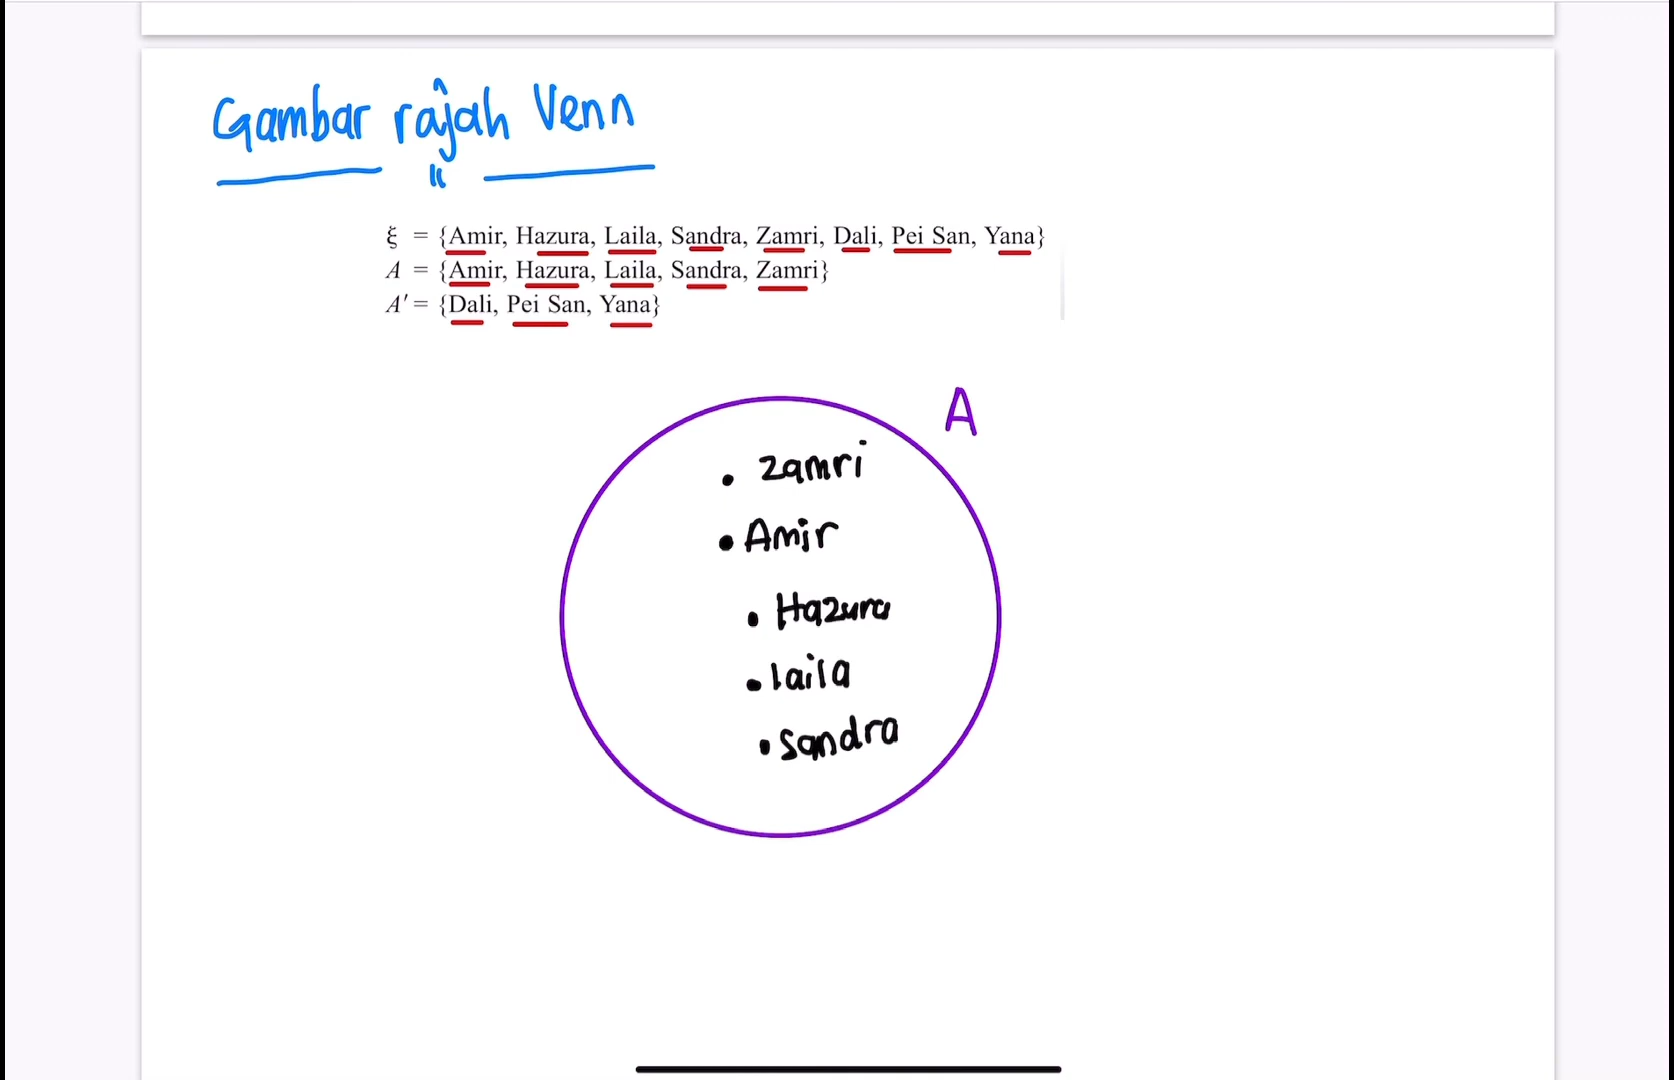 Gambar rajah Venn
ξ = {Amir, Hazura, Laila, Sandra, Zamri, Dali, Pei San, Yana}
A = {Amir, Hazura, Laila, Sandra, Zamri}
A' = {Dali, Pei San, Yana}
A
• Zamri
• Amir
• Hazura
• laila
• Sandra